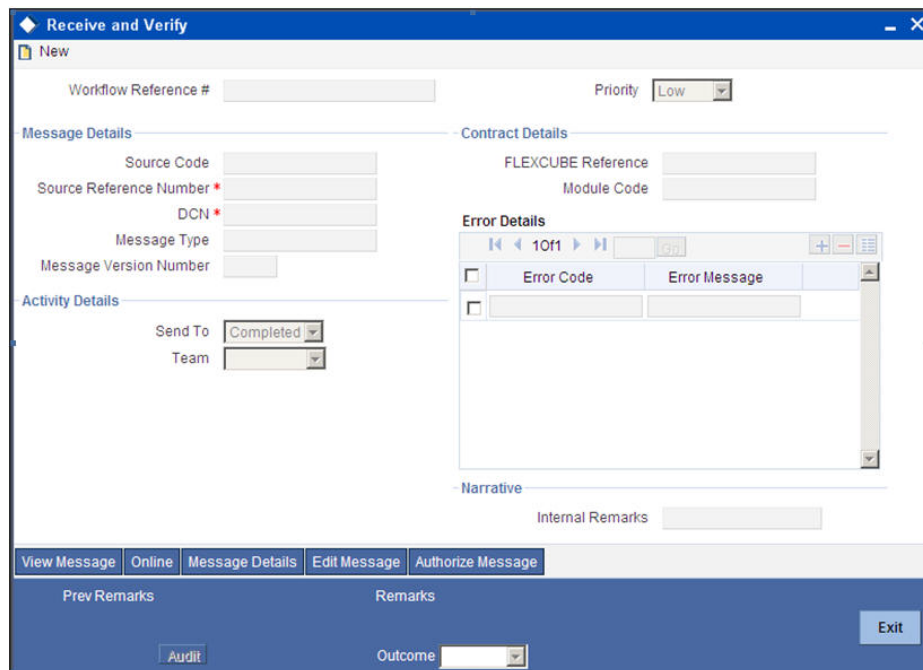 Receive and Verify
New
Workflow Reference #
Priority Low
Message Details
Source Code
Source Reference Number *
DCN *
Message Type
Message Version Number
Activity Details
Send To Completed
Team
Contract Details
FLEXCUBE Reference
Module Code
Error Details
1Of1 Go
Error Code Error Message
Narrative
Internal Remarks
View Message Online Message Details Edit Message Authorize Message
Prev Remarks Remarks
Exit
Audit Outcome